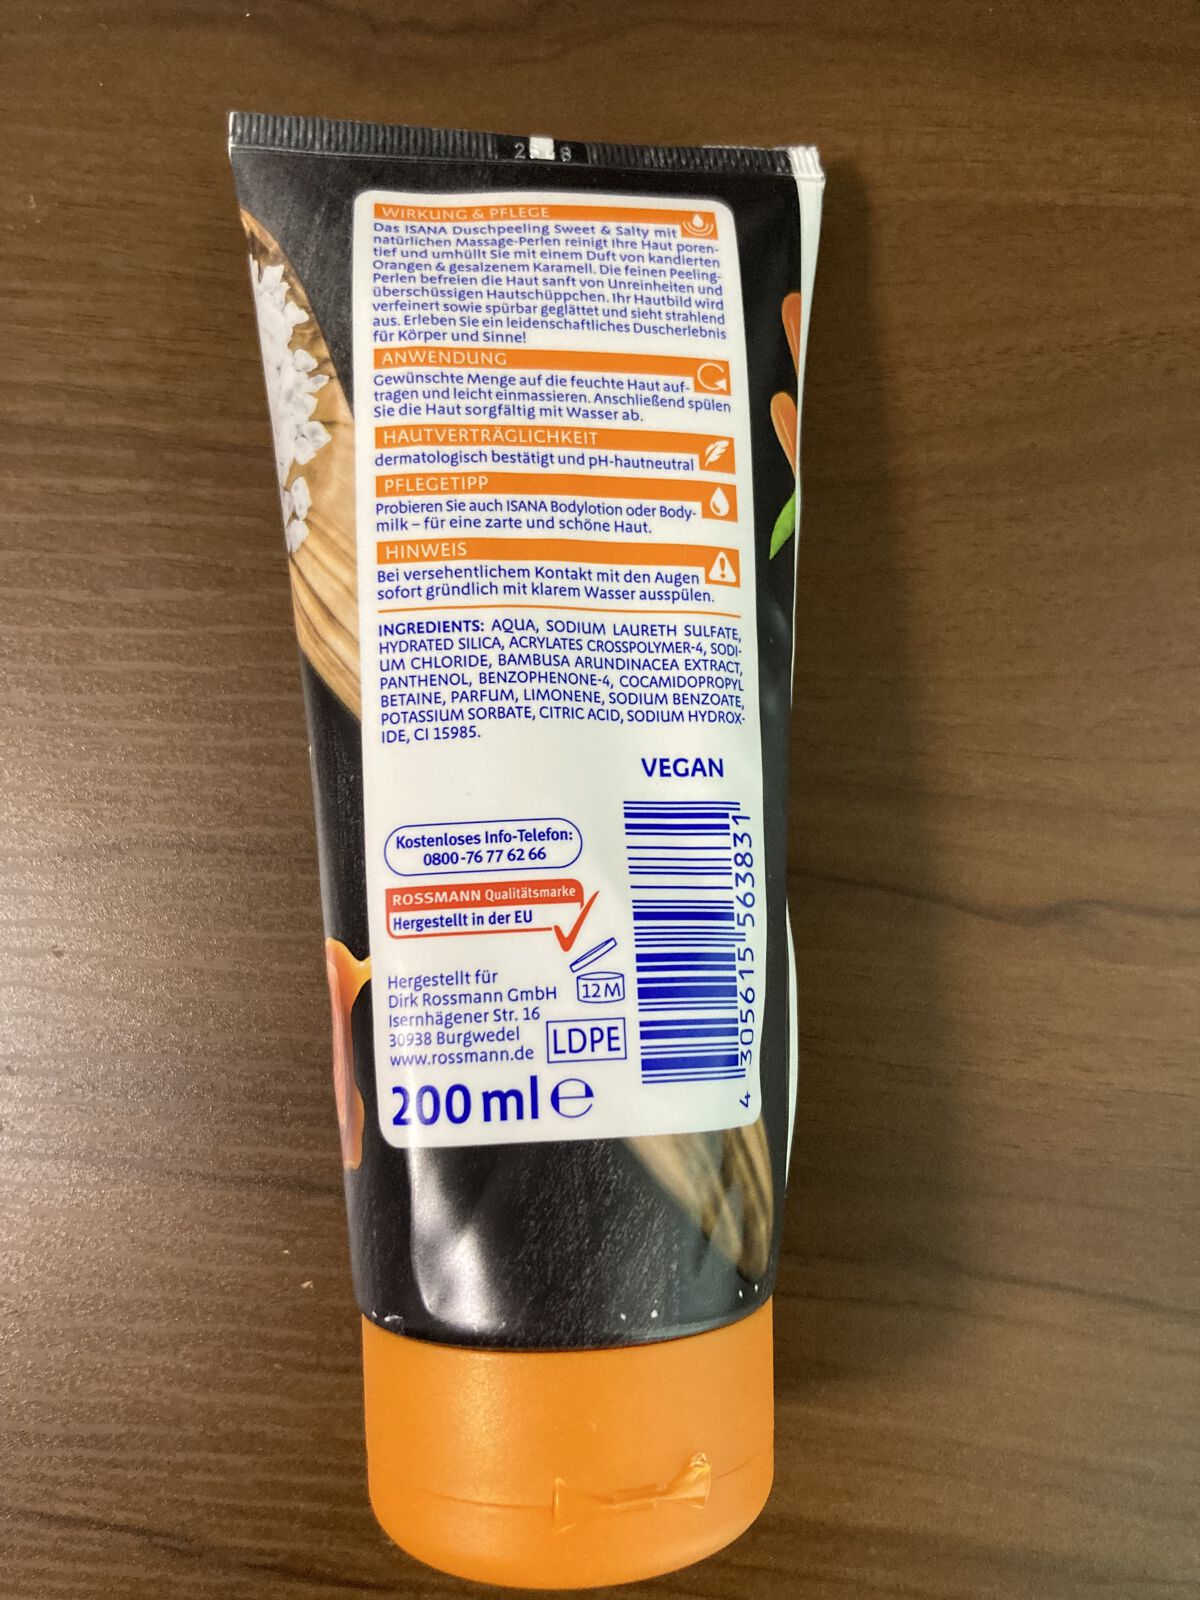 WIRKUNG & PFLEGE
Das ISANA Duschpeeling Sweet & Salty mit
natürlichen Massage-Perlen reinigt Ihre Haut poren-
tief und umhüllt Sie mit einem Duft von kandierten
Orangen & gesalzenem Karamell. Die feinen Peeling-
Perlen befreien die Haut sanft von Unreinheiten und
überschüssigen Hautschüppchen. Ihr Hautbild wird
verfeinert sowie spürbar geglättet und sieht strahlend
aus. Erleben Sie ein leidenschaftliches Duscherlebnis
für Körper und Sinne!
ANWENDUNG
Gewünschte Menge auf die feuchte Haut auf-
tragen und leicht einmassieren. Anschließend spülen
Sie die Haut sorgfältig mit Wasser ab.
HAUTVERTRÄGLICHKEIT
dermatologisch bestätigt und pH-hautneutral
PFLEGETIPP
Probieren Sie auch ISANA Bodylotion oder Body-
milk – für eine zarte und schöne Haut.
HINWEIS
Bei versehentlichem Kontakt mit den Augen
sofort gründlich mit klarem Wasser ausspülen.
INGREDIENTS: AQUA, SODIUM LAURETH SULFATE,
HYDRATED SILICA, ACRYLATES CROSSPOLYMER-4, SODI-
UM CHLORIDE, BAMBUSA ARUNDINACEA EXTRACT,
PANTHENOL, BENZOPHENONE-4, COCAMIDOPROPYL
BETAINE, PARFUM, LIMONENE, SODIUM BENZOATE,
POTASSIUM SORBATE, CITRIC ACID, SODIUM HYDROX-
IDE, CI 15985.
VEGAN
Kostenloses Info-Telefon:
0800-76 77 62 66
ROSSMANN Qualitätsmarke
Hergestellt in der EU
Hergestellt für
Dirk Rossmann GmbH
Isernhägener Str. 16
30938 Burgwedel
www.rossmann.de
12 M
LDPE
200 ml e
4 305615 563831